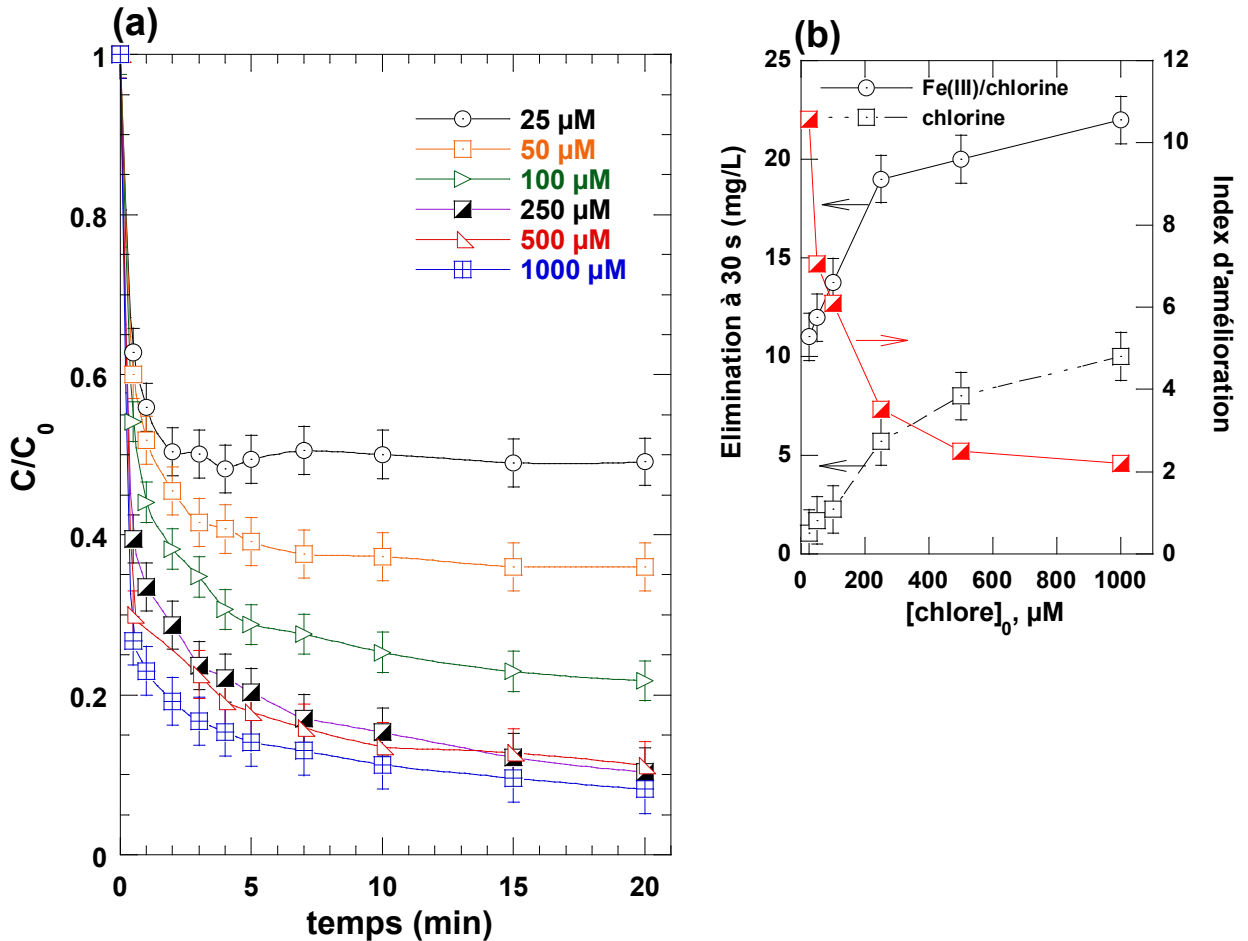 (a)
1
0.8
0.6
0.4
0.2
0
C/C₀
0 5 10 15 20
temps (min)
25 µM
50 µM
100 µM
250 µM
500 µM
1000 µM
(b)
25
20
15
10
5
0
Elimination à 30 s (mg/L)
Fe(III)/chlorine
chlorine
12
10
8
6
4
2
0
Index d'amélioration
0 200 400 600 800 1000
[chlore]₀, µM